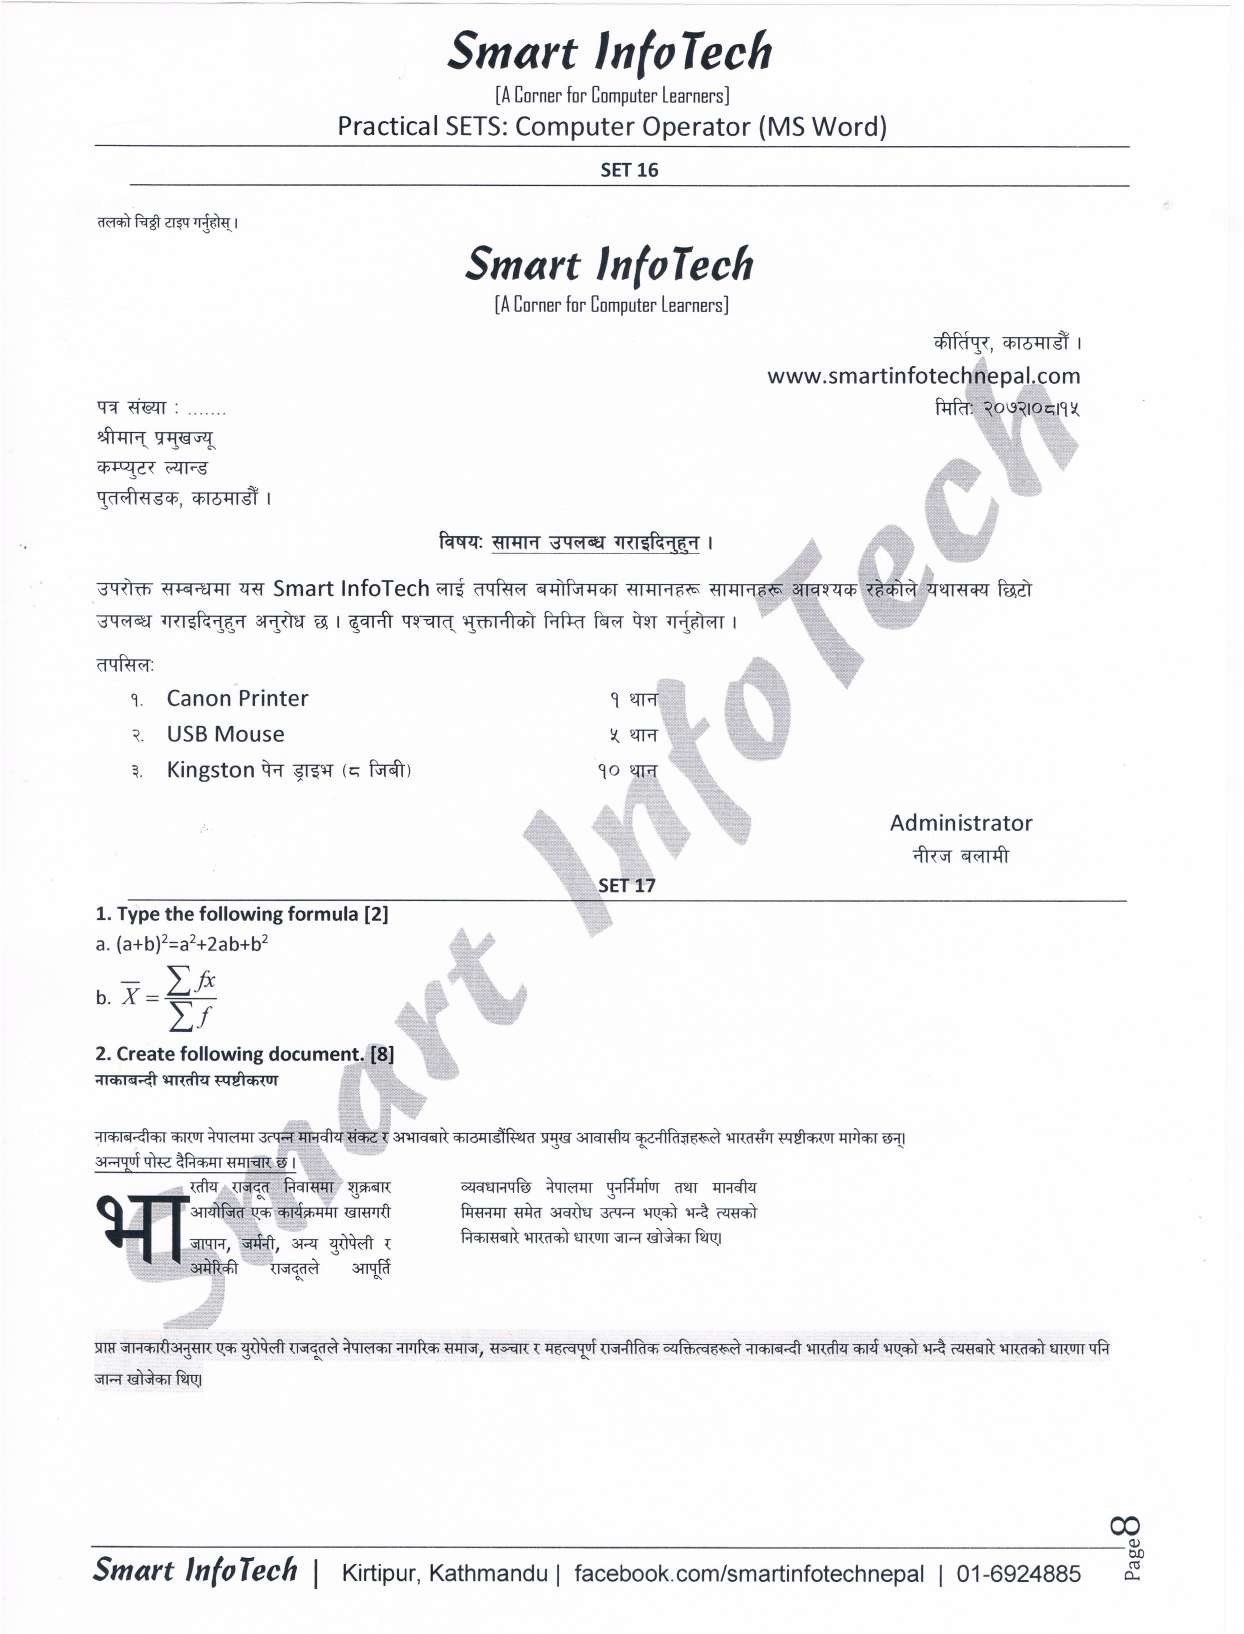 Smart InfoTech
[A Corner for Computer Learners]
Practical SETS: Computer Operator (MS Word)
SET 16
तलको चिठ्ठी टाइप गर्नुहोस् ।
Smart InfoTech
[A Corner for Computer Learners]
कीर्तिपुर, काठमाडौँ ।
www.smartinfotechnepal.com
पत्र संख्या : ....... मितिः २०७२।०८।१५
श्रीमान् प्रमुखज्यू
कम्प्युटर ल्यान्ड
पुतलीसडक, काठमाडौँ ।
विषयः सामान उपलब्ध गराइदिनुहुन ।
उपरोक्त सम्बन्धमा यस Smart InfoTech लाई तपसिल बमोजिमका सामानहरू सामानहरू आवश्यक रहेकोले यथासक्य छिटो
उपलब्ध गराइदिनुहुन अनुरोध छ । ढुवानी पश्चात् भुक्तानीको निम्ति बिल पेश गर्नुहोला ।
तपसिलः
१. Canon Printer १ थान
२. USB Mouse ५ थान
३. Kingston पेन ड्राइभ (८ जिबी) १० थान
Administrator
नीरज बलामी
SET 17
1. Type the following formula [2]
a. (a+b)²=a²+2ab+b²
b. X̅ = ∑fx / ∑f
2. Create following document. [8]
नाकाबन्दी भारतीय स्पष्टीकरण
नाकाबन्दीका कारण नेपालमा उत्पन्न मानवीय संकट र अभावबारे काठमाडौंस्थित प्रमुख आवासीय कूटनीतिज्ञहरूले भारतसँग स्पष्टीकरण मागेका छन्।
अन्नपूर्ण पोस्ट दैनिकमा समाचार छ ।
भारतीय राजदूत निवासमा शुक्रबार
आयोजित एक कार्यक्रममा खासगरी
जापान, जर्मनी, अन्य युरोपेली र
अमेरिकी राजदूतले आपूर्ति
व्यवधानपछि नेपालमा पुनर्निर्माण तथा मानवीय
मिसनमा समेत अवरोध उत्पन्न भएको भन्दै त्यसको
निकासबारे भारतको धारणा जान्न खोजेका थिए।
प्राप्त जानकारीअनुसार एक युरोपेली राजदूतले नेपालका नागरिक समाज, सञ्चार र महत्वपूर्ण राजनीतिक व्यक्तित्वहरूले नाकाबन्दी भारतीय कार्य भएको भन्दै त्यसबारे भारतको धारणा पनि
जान्न खोजेका थिए।
Smart InfoTech | Kirtipur, Kathmandu | facebook.com/smartinfotechnepal | 01-6924885
Page 8
Smart InfoTech